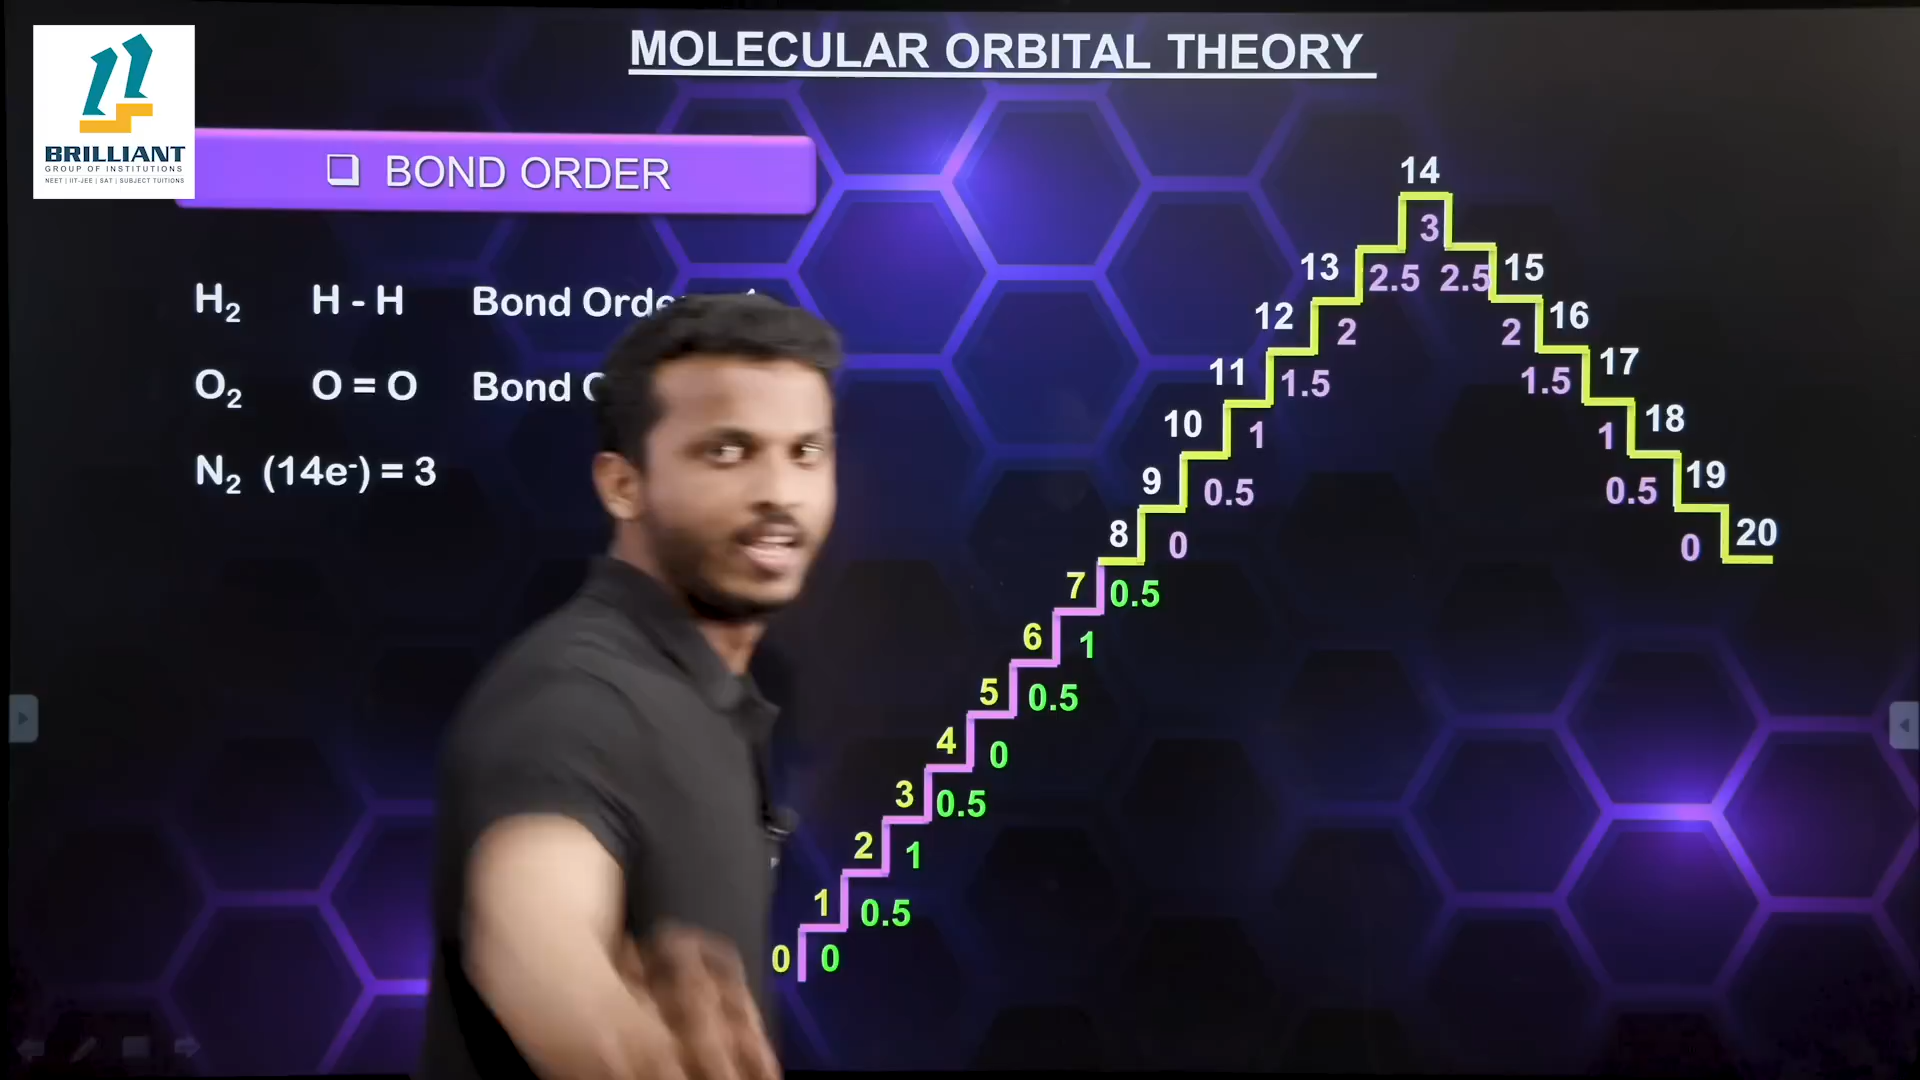 MOLECULAR ORBITAL THEORY
BRILLIANT
GROUP OF INSTITUTIONS
NEET | IIT-JEE | SAT | SUBJECT TUITIONS
❑ BOND ORDER
H₂ H - H Bond Orde
O₂ O = O Bond
N₂ (14e⁻) = 3
14
3
13 2.5 2.5 15
12 2 2 16
11 1.5 1.5 17
10 1 1 18
9 0.5 0.5 19
8 0 0 20
7 0.5
6 1
5 0.5
4 0
3 0.5
2 1
1 0.5
0 0